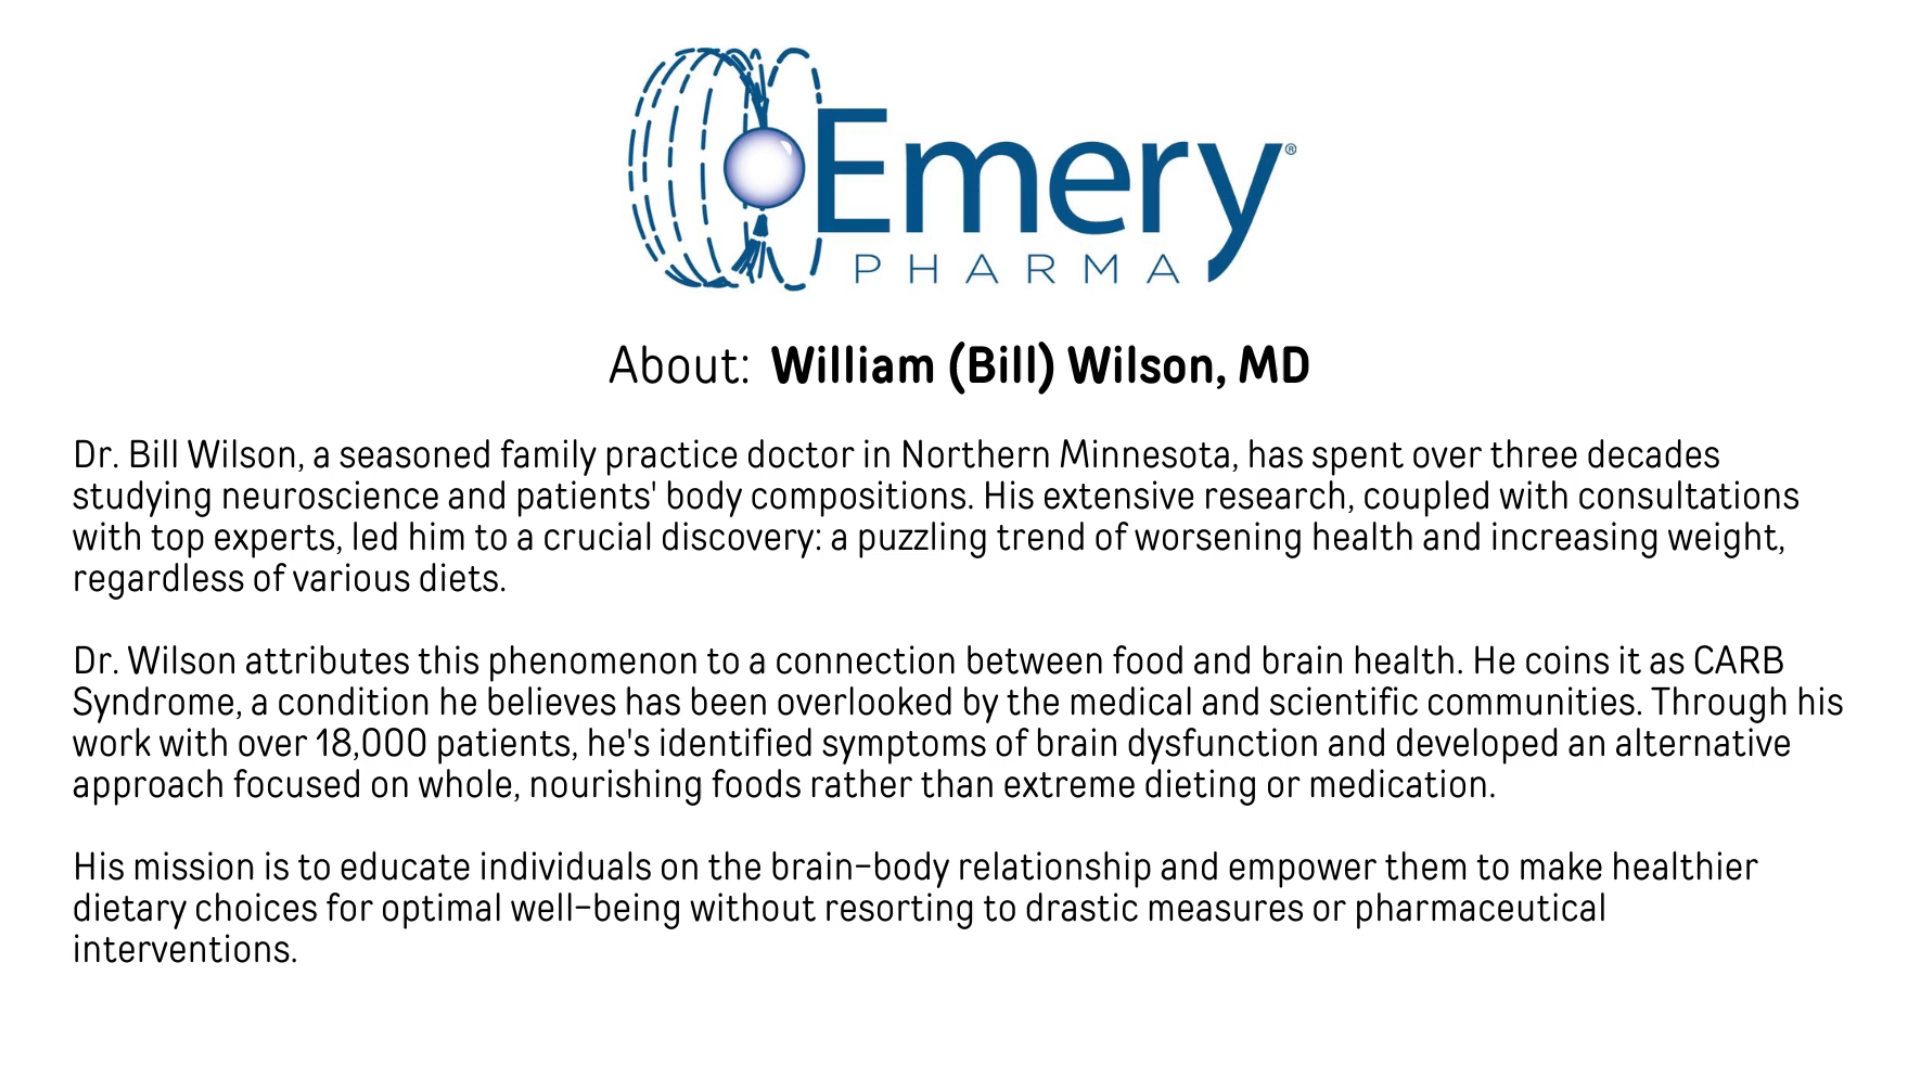 Emery®
PHARMA
About: William (Bill) Wilson, MD
Dr. Bill Wilson, a seasoned family practice doctor in Northern Minnesota, has spent over three decades
studying neuroscience and patients' body compositions. His extensive research, coupled with consultations
with top experts, led him to a crucial discovery: a puzzling trend of worsening health and increasing weight,
regardless of various diets.
Dr. Wilson attributes this phenomenon to a connection between food and brain health. He coins it as CARB
Syndrome, a condition he believes has been overlooked by the medical and scientific communities. Through his
work with over 18,000 patients, he's identified symptoms of brain dysfunction and developed an alternative
approach focused on whole, nourishing foods rather than extreme dieting or medication.
His mission is to educate individuals on the brain-body relationship and empower them to make healthier
dietary choices for optimal well-being without resorting to drastic measures or pharmaceutical
interventions.